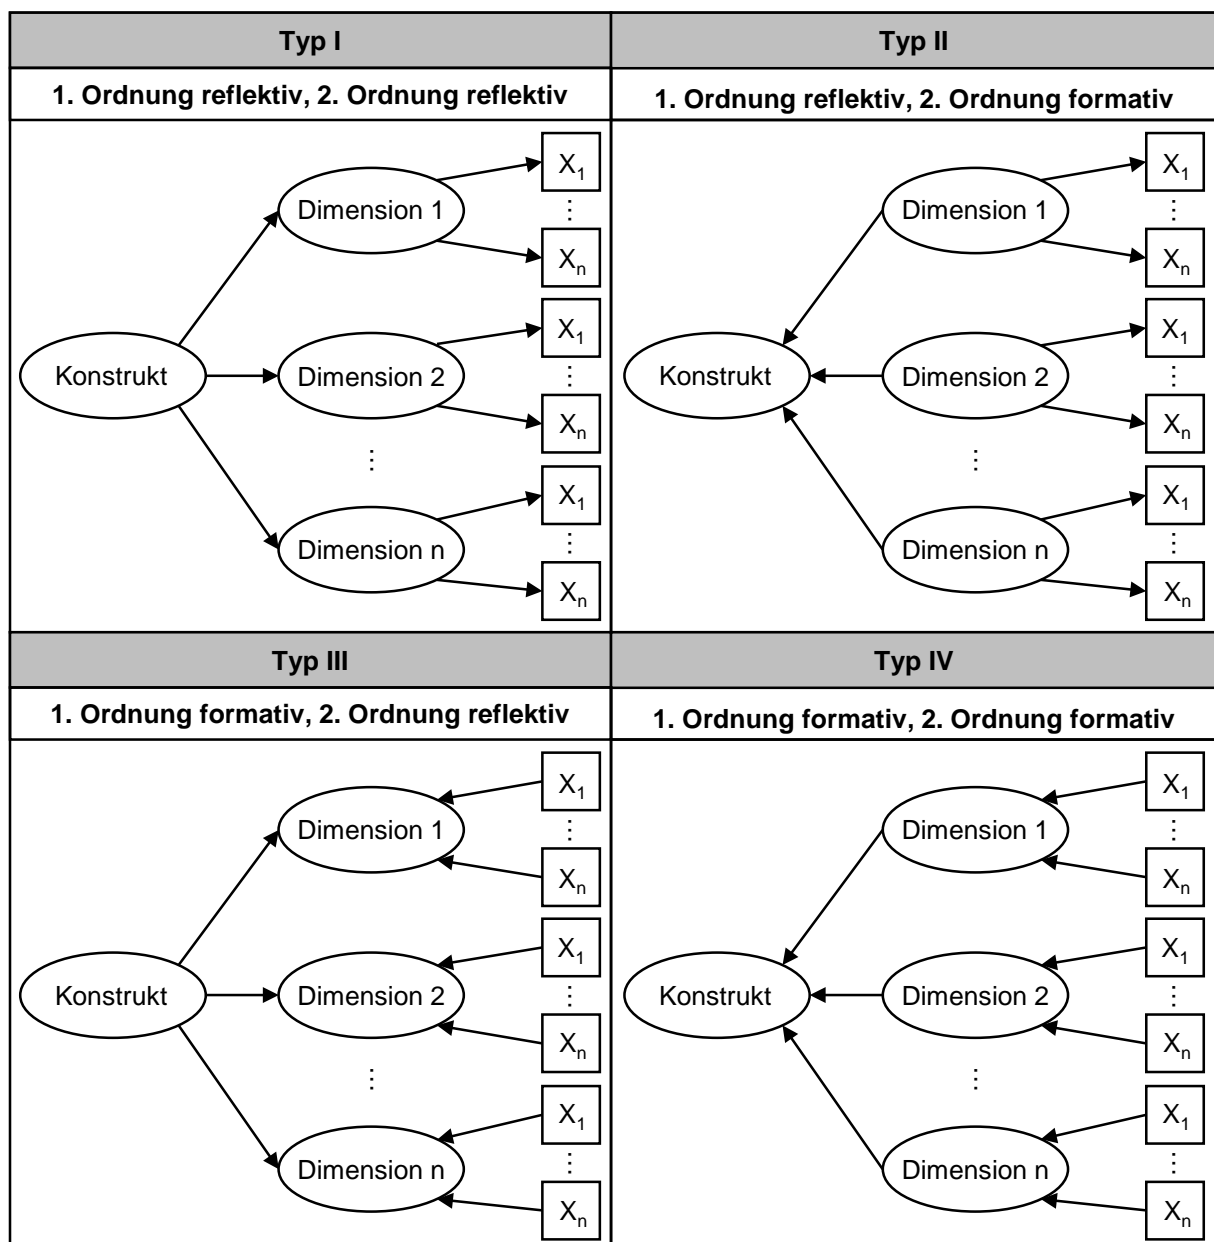 Typ I
1. Ordnung reflektiv, 2. Ordnung reflektiv
X1
Dimension 1
⋮
Xn
X1
Konstrukt
Dimension 2
⋮
Xn
⋮
X1
Dimension n
⋮
Xn
Typ II
1. Ordnung reflektiv, 2. Ordnung formativ
X1
Dimension 1
⋮
Xn
X1
Konstrukt
Dimension 2
⋮
Xn
⋮
X1
Dimension n
⋮
Xn
Typ III
1. Ordnung formativ, 2. Ordnung reflektiv
X1
Dimension 1
⋮
Xn
X1
Konstrukt
Dimension 2
⋮
Xn
⋮
X1
Dimension n
⋮
Xn
Typ IV
1. Ordnung formativ, 2. Ordnung formativ
X1
Dimension 1
⋮
Xn
X1
Konstrukt
Dimension 2
⋮
Xn
⋮
X1
Dimension n
⋮
Xn